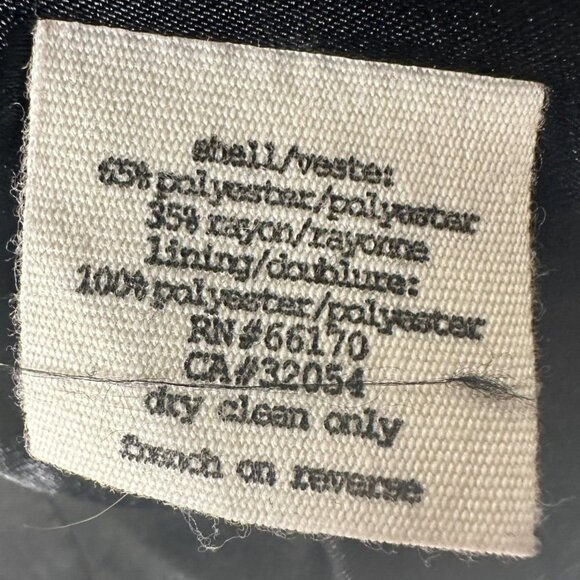 shell/veste:
65% polyester/polyester
35% rayon/rayonne
lining/doublure:
100% polyester/polyester
RN#66170
CA#32054
dry clean only
french on reverse